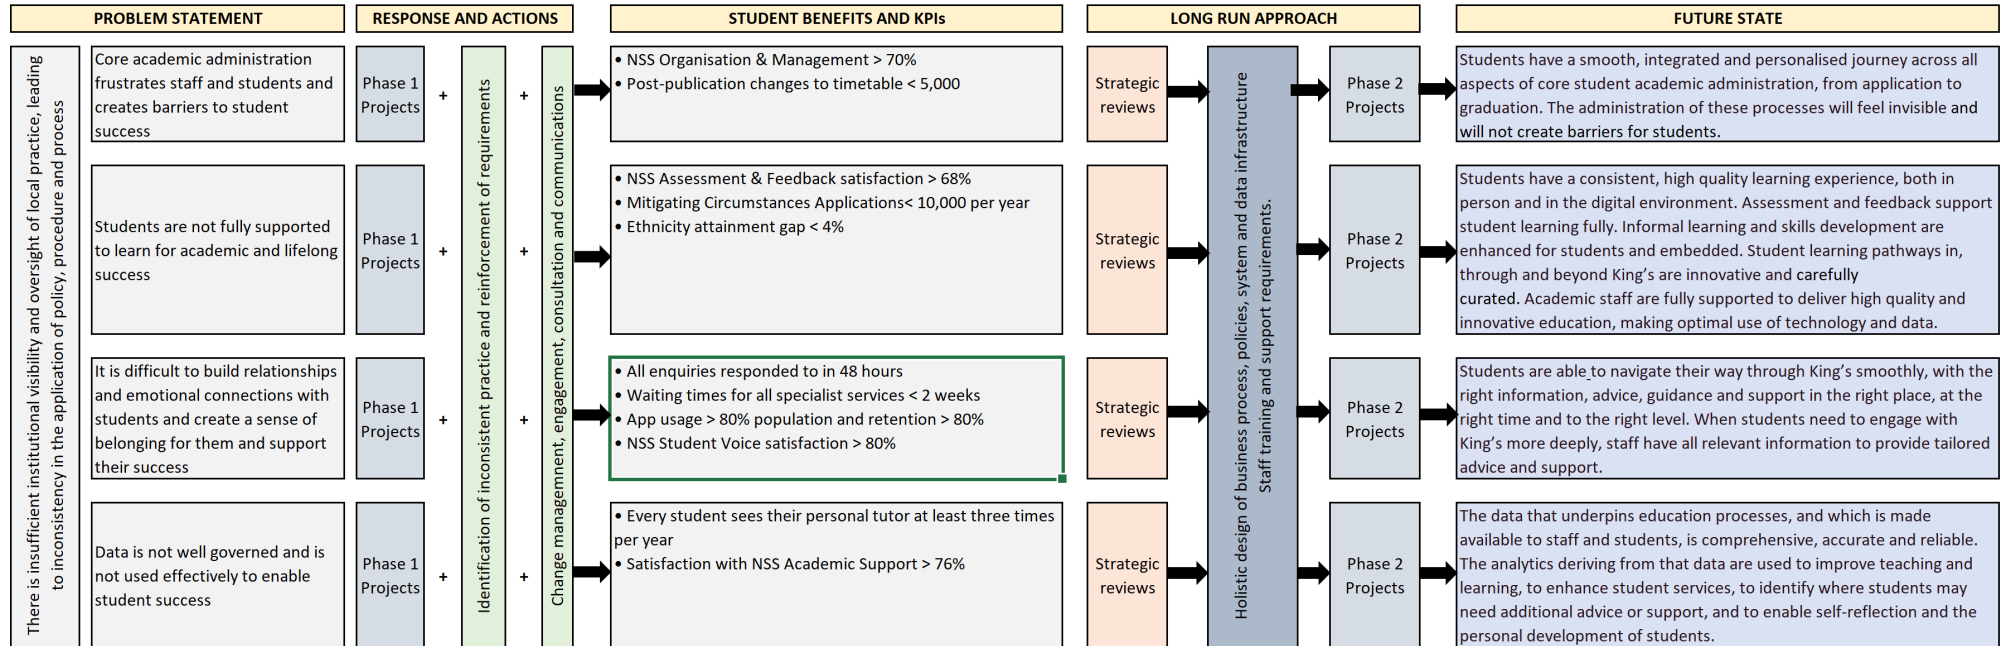 PROBLEM STATEMENT
RESPONSE AND ACTIONS
STUDENT BENEFITS AND KPIs
LONG RUN APPROACH
FUTURE STATE
There is insufficient institutional visibility and oversight of local practice, leading
to inconsistency in the application of policy, procedure and process
Core academic administration
frustrates staff and students and
creates barriers to student
success
Phase 1
Projects
+
Identification of inconsistent practice and reinforcement of requirements
+
Change management, engagement, consultation and communications
• NSS Organisation & Management > 70%
• Post-publication changes to timetable < 5,000
Strategic
reviews
Holistic design of business process, policies, system and data infrastructure
Staff training and support requirements.
Phase 2
Projects
Students have a smooth, integrated and personalised journey across all
aspects of core student academic administration, from application to
graduation. The administration of these processes will feel invisible and
will not create barriers for students.
Students are not fully supported
to learn for academic and lifelong
success
Phase 1
Projects
+
+
• NSS Assessment & Feedback satisfaction > 68%
• Mitigating Circumstances Applications< 10,000 per year
• Ethnicity attainment gap < 4%
Strategic
reviews
Phase 2
Projects
Students have a consistent, high quality learning experience, both in
person and in the digital environment. Assessment and feedback support
student learning fully. Informal learning and skills development are
enhanced for students and embedded. Student learning pathways in,
through and beyond King's are innovative and carefully
curated. Academic staff are fully supported to deliver high quality and
innovative education, making optimal use of technology and data.
It is difficult to build relationships
and emotional connections with
students and create a sense of
belonging for them and support
their success
Phase 1
Projects
+
+
• All enquiries responded to in 48 hours
• Waiting times for all specialist services < 2 weeks
• App usage > 80% population and retention > 80%
• NSS Student Voice satisfaction > 80%
Strategic
reviews
Phase 2
Projects
Students are able to navigate their way through King's smoothly, with the
right information, advice, guidance and support in the right place, at the
right time and to the right level. When students need to engage with
King's more deeply, staff have all relevant information to provide tailored
advice and support.
Data is not well governed and is
not used effectively to enable
student success
Phase 1
Projects
+
+
• Every student sees their personal tutor at least three times
per year
• Satisfaction with NSS Academic Support > 76%
Strategic
reviews
Phase 2
Projects
The data that underpins education processes, and which is made
available to staff and students, is comprehensive, accurate and reliable.
The analytics deriving from that data are used to improve teaching and
learning, to enhance student services, to identify where students may
need additional advice or support, and to enable self-reflection and the
personal development of students.